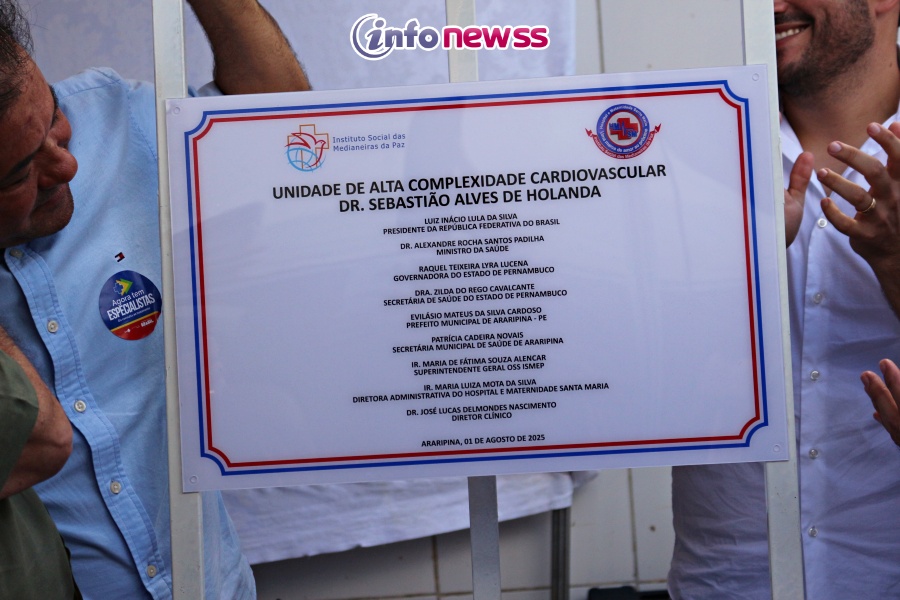 infonewss
Instituto Social das
Medianeiras da Paz
UNIDADE DE ALTA COMPLEXIDADE CARDIOVASCULAR
DR. SEBASTIÃO ALVES DE HOLANDA
LUIZ INÁCIO LULA DA SILVA
PRESIDENTE DA REPÚBLICA FEDERATIVA DO BRASIL
DR. ALEXANDRE ROCHA SANTOS PADILHA
MINISTRO DA SAÚDE
RAQUEL TEIXEIRA LYRA LUCENA
GOVERNADORA DO ESTADO DE PERNAMBUCO
DRA. ZILDA DO REGO CAVALCANTE
SECRETÁRIA DE SAÚDE DO ESTADO DE PERNAMBUCO
EVILÁSIO MATEUS DA SILVA CARDOSO
PREFEITO MUNICIPAL DE ARARIPINA - PE
PATRÍCIA CADEIRA NOVAIS
SECRETÁRIA MUNICIPAL DE SAÚDE DE ARARIPINA
IR. MARIA DE FÁTIMA SOUZA ALENCAR
SUPERINTENDENTE GERAL OSS ISMEP
IR. MARIA LUIZA MOTA DA SILVA
DIRETORA ADMINISTRATIVA DO HOSPITAL E MATERNIDADE SANTA MARIA
DR. JOSÉ LUCAS DELMONDES NASCIMENTO
DIRETOR CLÍNICO
ARARIPINA, 01 DE AGOSTO DE 2025
Agora tem
ESPECIALISTAS